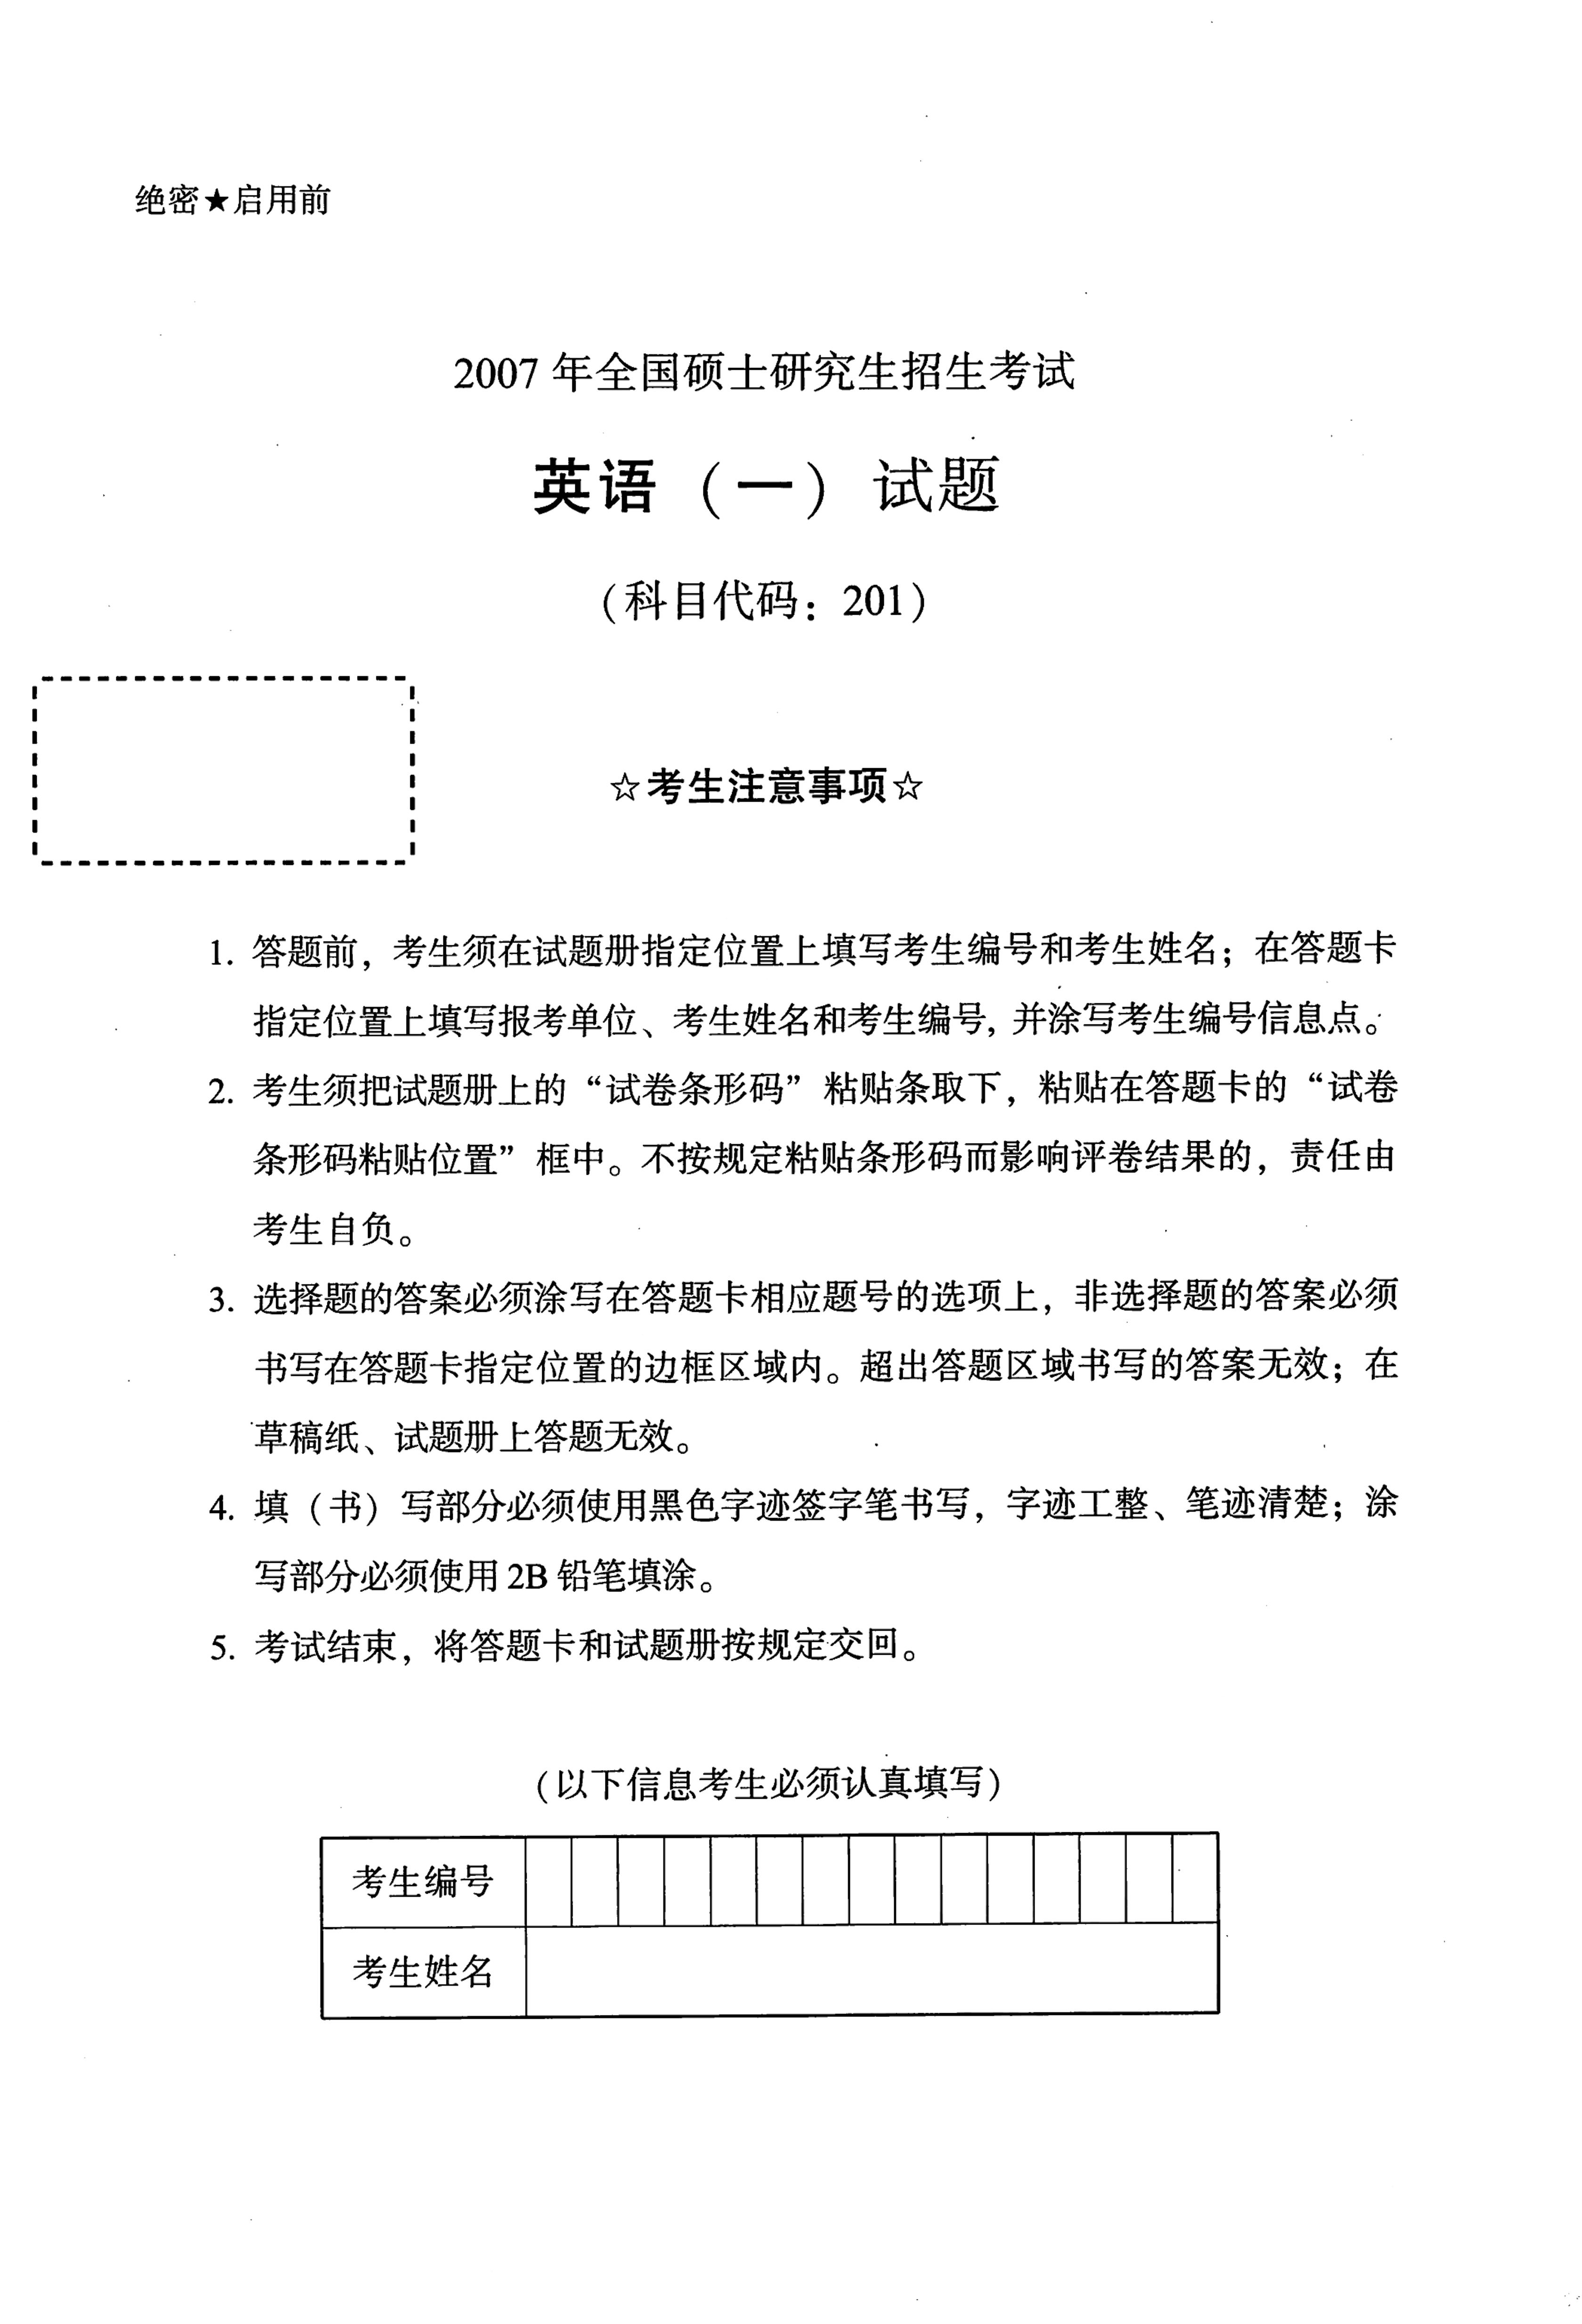 绝密★启用前
2007 年全国硕士研究生招生考试
英语（一）试题
（科目代码：201）
☆考生注意事项☆
1. 答题前，考生须在试题册指定位置上填写考生编号和考生姓名；在答题卡
指定位置上填写报考单位、考生姓名和考生编号，并涂写考生编号信息点。
2. 考生须把试题册上的“试卷条形码”粘贴条取下，粘贴在答题卡的“试卷
条形码粘贴位置”框中。不按规定粘贴条形码而影响评卷结果的，责任由
考生自负。
3. 选择题的答案必须涂写在答题卡相应题号的选项上，非选择题的答案必须
书写在答题卡指定位置的边框区域内。超出答题区域书写的答案无效；在
草稿纸、试题册上答题无效。
4. 填（书）写部分必须使用黑色字迹签字笔书写，字迹工整、笔迹清楚；涂
写部分必须使用 2B 铅笔填涂。
5. 考试结束，将答题卡和试题册按规定交回。
（以下信息考生必须认真填写）
考生编号
考生姓名